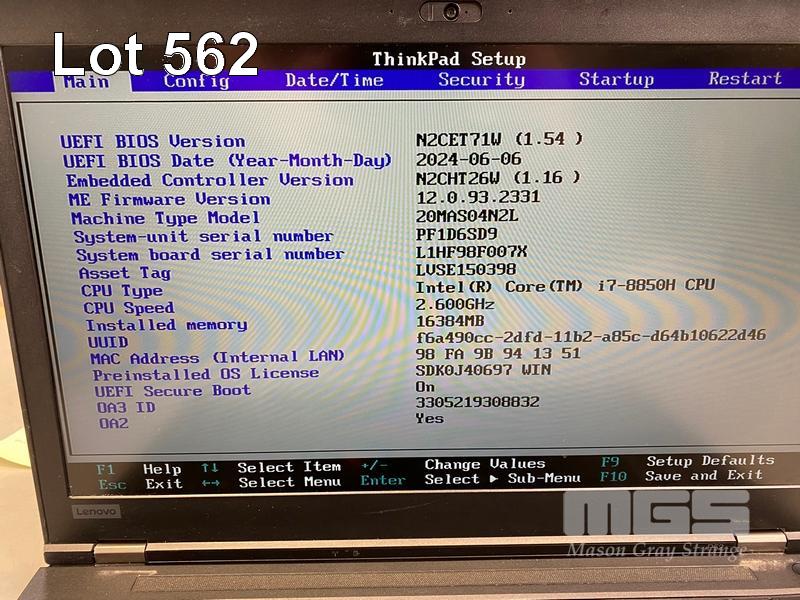 Lot 562
ThinkPad Setup
Main Config Date/Time Security Startup Restart
UEFI BIOS Version N2CET71W (1.54 )
UEFI BIOS Date (Year-Month-Day) 2024-06-06
Embedded Controller Version N2CHT26W (1.16 )
ME Firmware Version 12.0.93.2331
Machine Type Model 20MAS04N2L
System-unit serial number PF1D6SD9
System board serial number L1HF98F007X
Asset Tag LVSE150398
CPU Type Intel(R) Core(TM) i7-8850H CPU
CPU Speed 2.600GHz
Installed memory 16384MB
UUID f6a490cc-2dfd-11b2-a85c-d64b10622d46
MAC Address (Internal LAN) 98 FA 9B 94 13 51
Preinstalled OS License SDK0J40697 WIN
UEFI Secure Boot On
OA3 ID 3305219308832
OA2 Yes
F1 Help ↑↓ Select Item +/- Change Values F9 Setup Defaults
Esc Exit ←→ Select Menu Enter Select ▶ Sub-Menu F10 Save and Exit
Lenovo
MGS
Mason Gray Strange